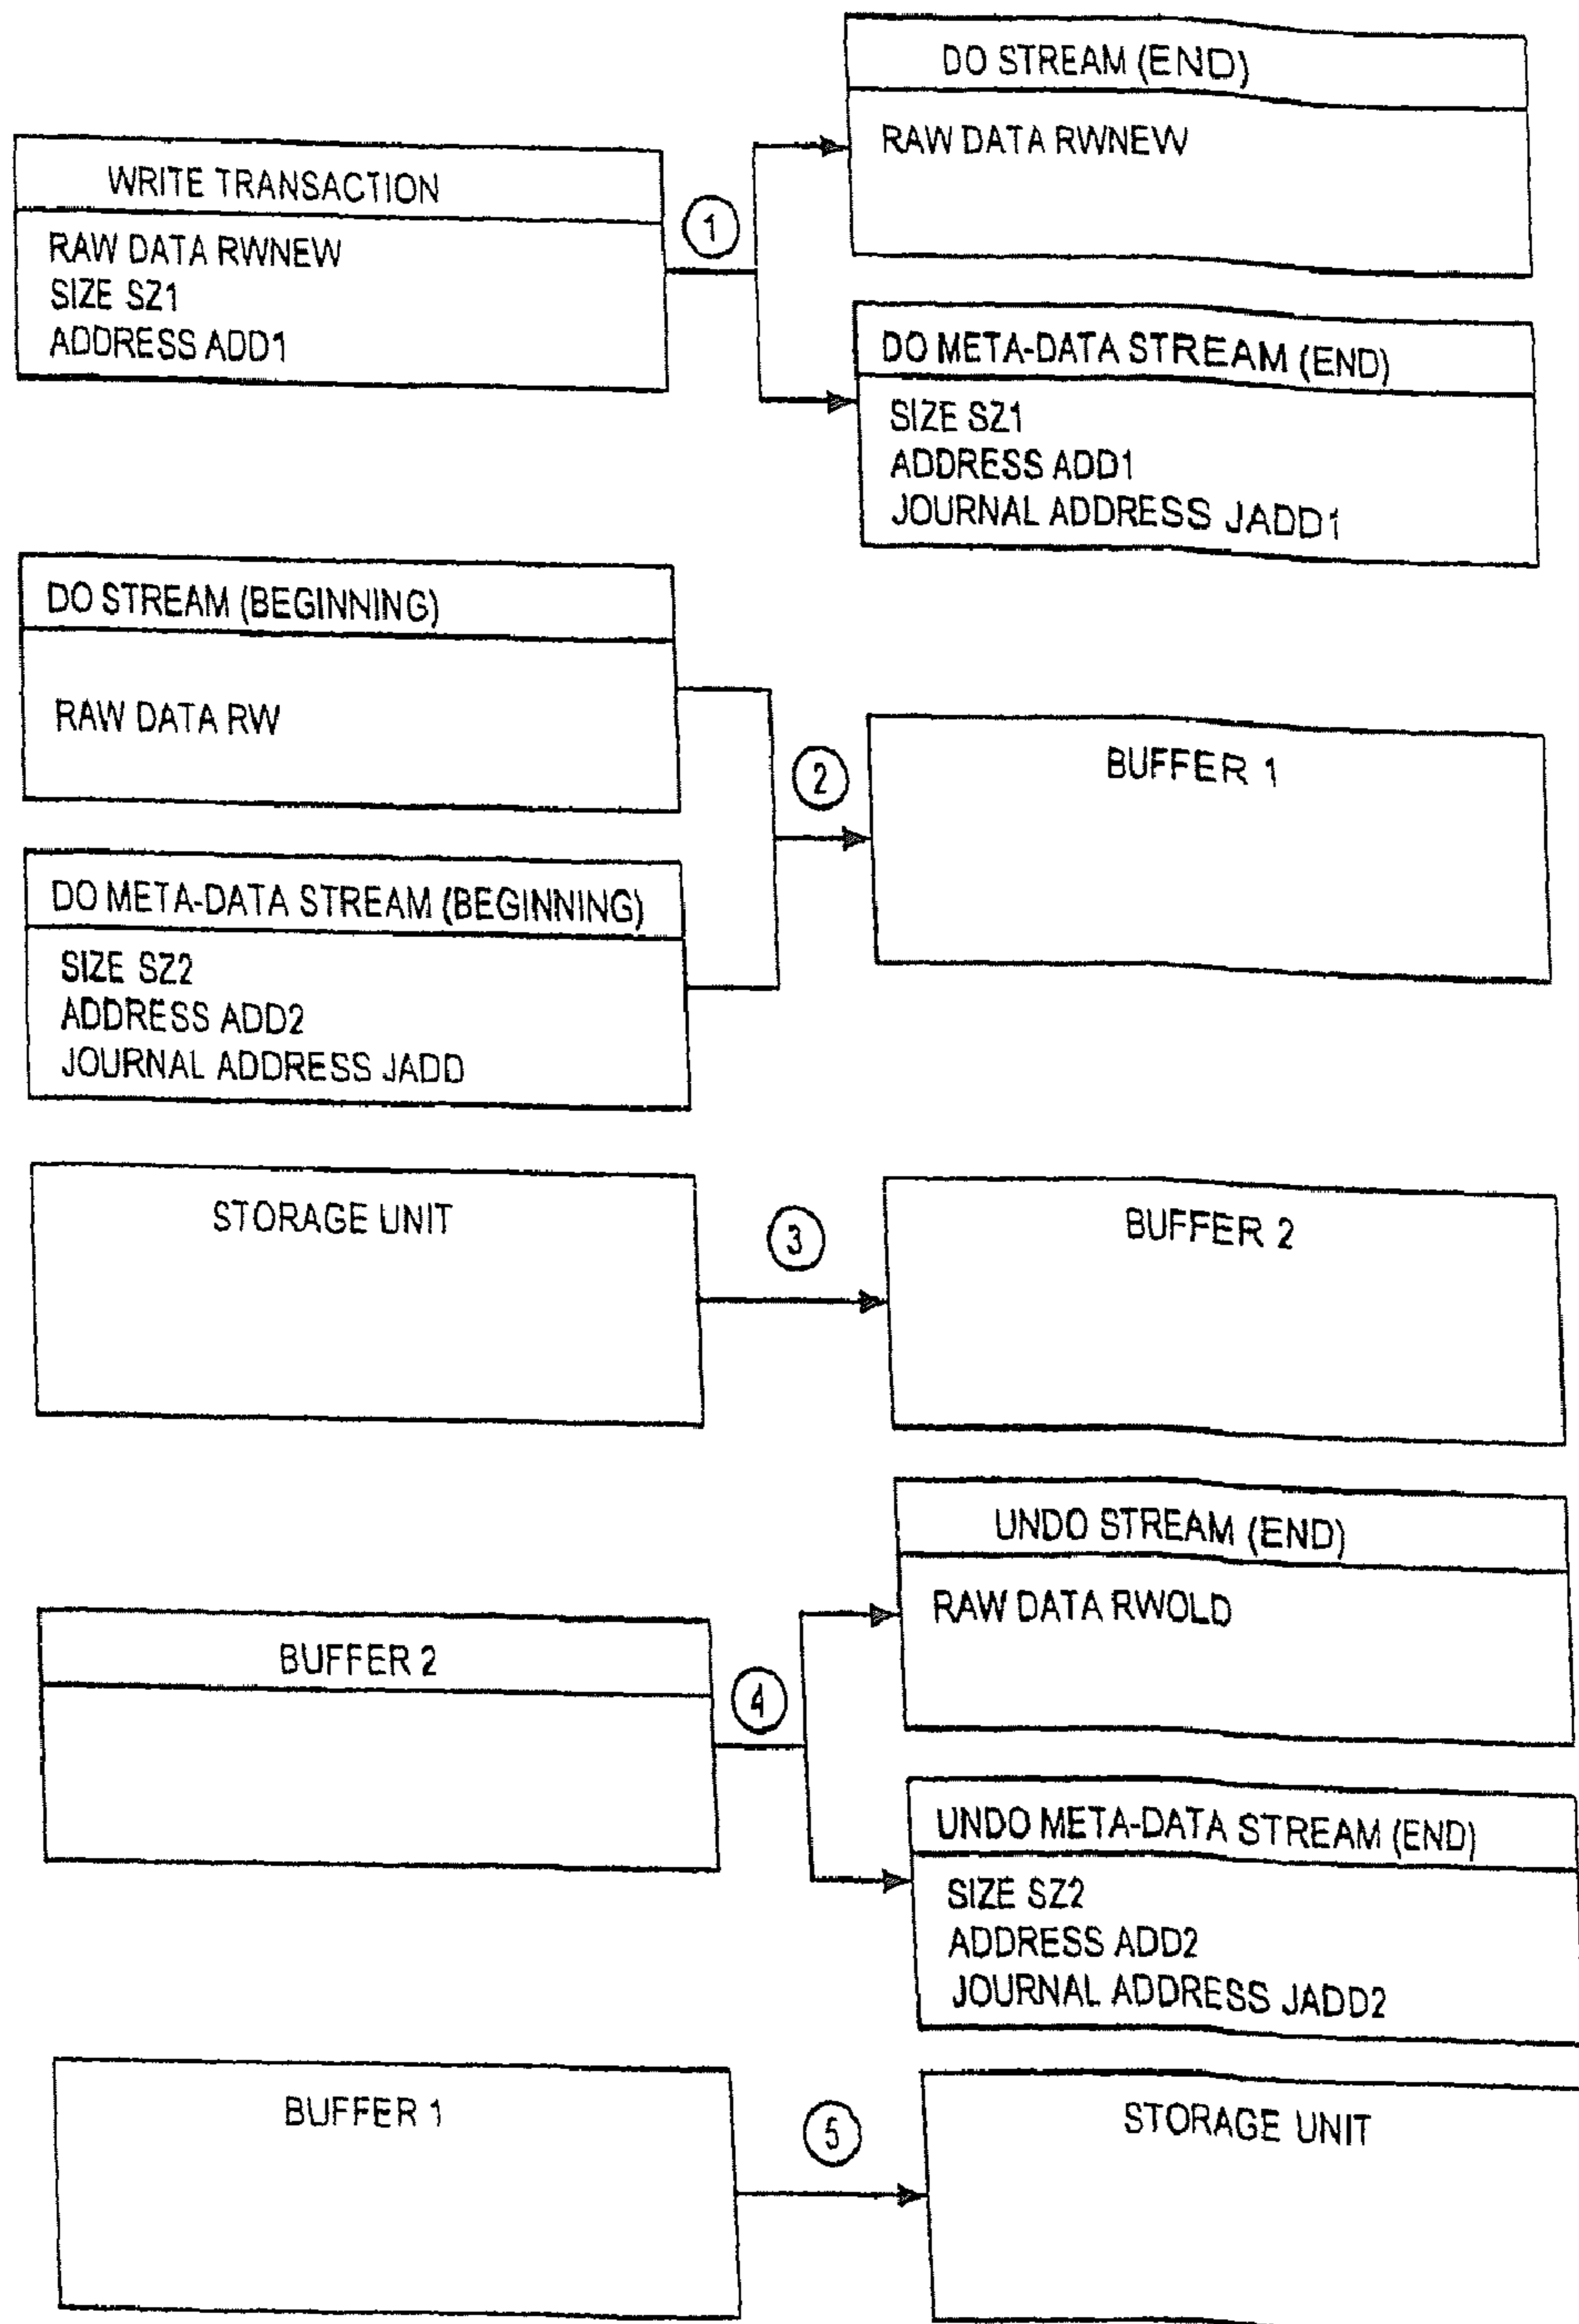 DO STREAM (END)
RAW DATA RWNEW
WRITE TRANSACTION
RAW DATA RWNEW
SIZE SZ1
ADDRESS ADD1
1
DO META-DATA STREAM (END)
SIZE SZ1
ADDRESS ADD1
JOURNAL ADDRESS JADD1
DO STREAM (BEGINNING)
RAW DATA RW
2
BUFFER 1
DO META-DATA STREAM (BEGINNING)
SIZE SZ2
ADDRESS ADD2
JOURNAL ADDRESS JADD
STORAGE UNIT
3
BUFFER 2
UNDO STREAM (END)
RAW DATA RWOLD
BUFFER 2
4
UNDO META-DATA STREAM (END)
SIZE SZ2
ADDRESS ADD2
JOURNAL ADDRESS JADD2
BUFFER 1
5
STORAGE UNIT